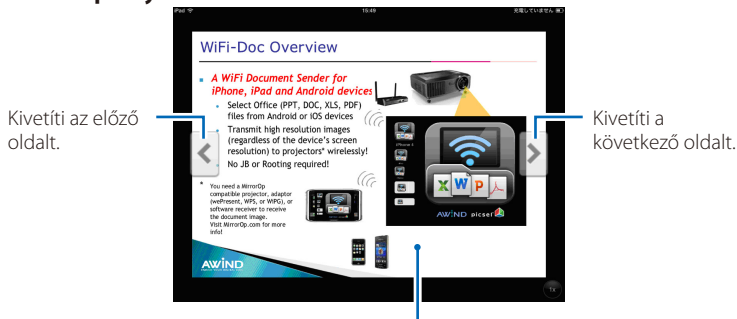 iPad
15:49
充電していません
WiFi-Doc Overview
A WiFi Document Sender for
iPhone, iPad and Android devices
Select Office (PPT, DOC, XLS, PDF)
files from Android or iOS devices
Transmit high resolution images
(regardless of the device's screen
resolution) to projectors* wirelessly!
No JB or Rooting required!
* You need a MirrorOp
compatible projector, adaptor
(wePresent, WPS, or WiPG), or
software receiver to receive
the document image.
Visit MirrorOp.com for more
info!
X W P
AWIND picsel
AWIND
TX
Kivetíti az előző
oldalt.
Kivetíti a
következő oldalt.